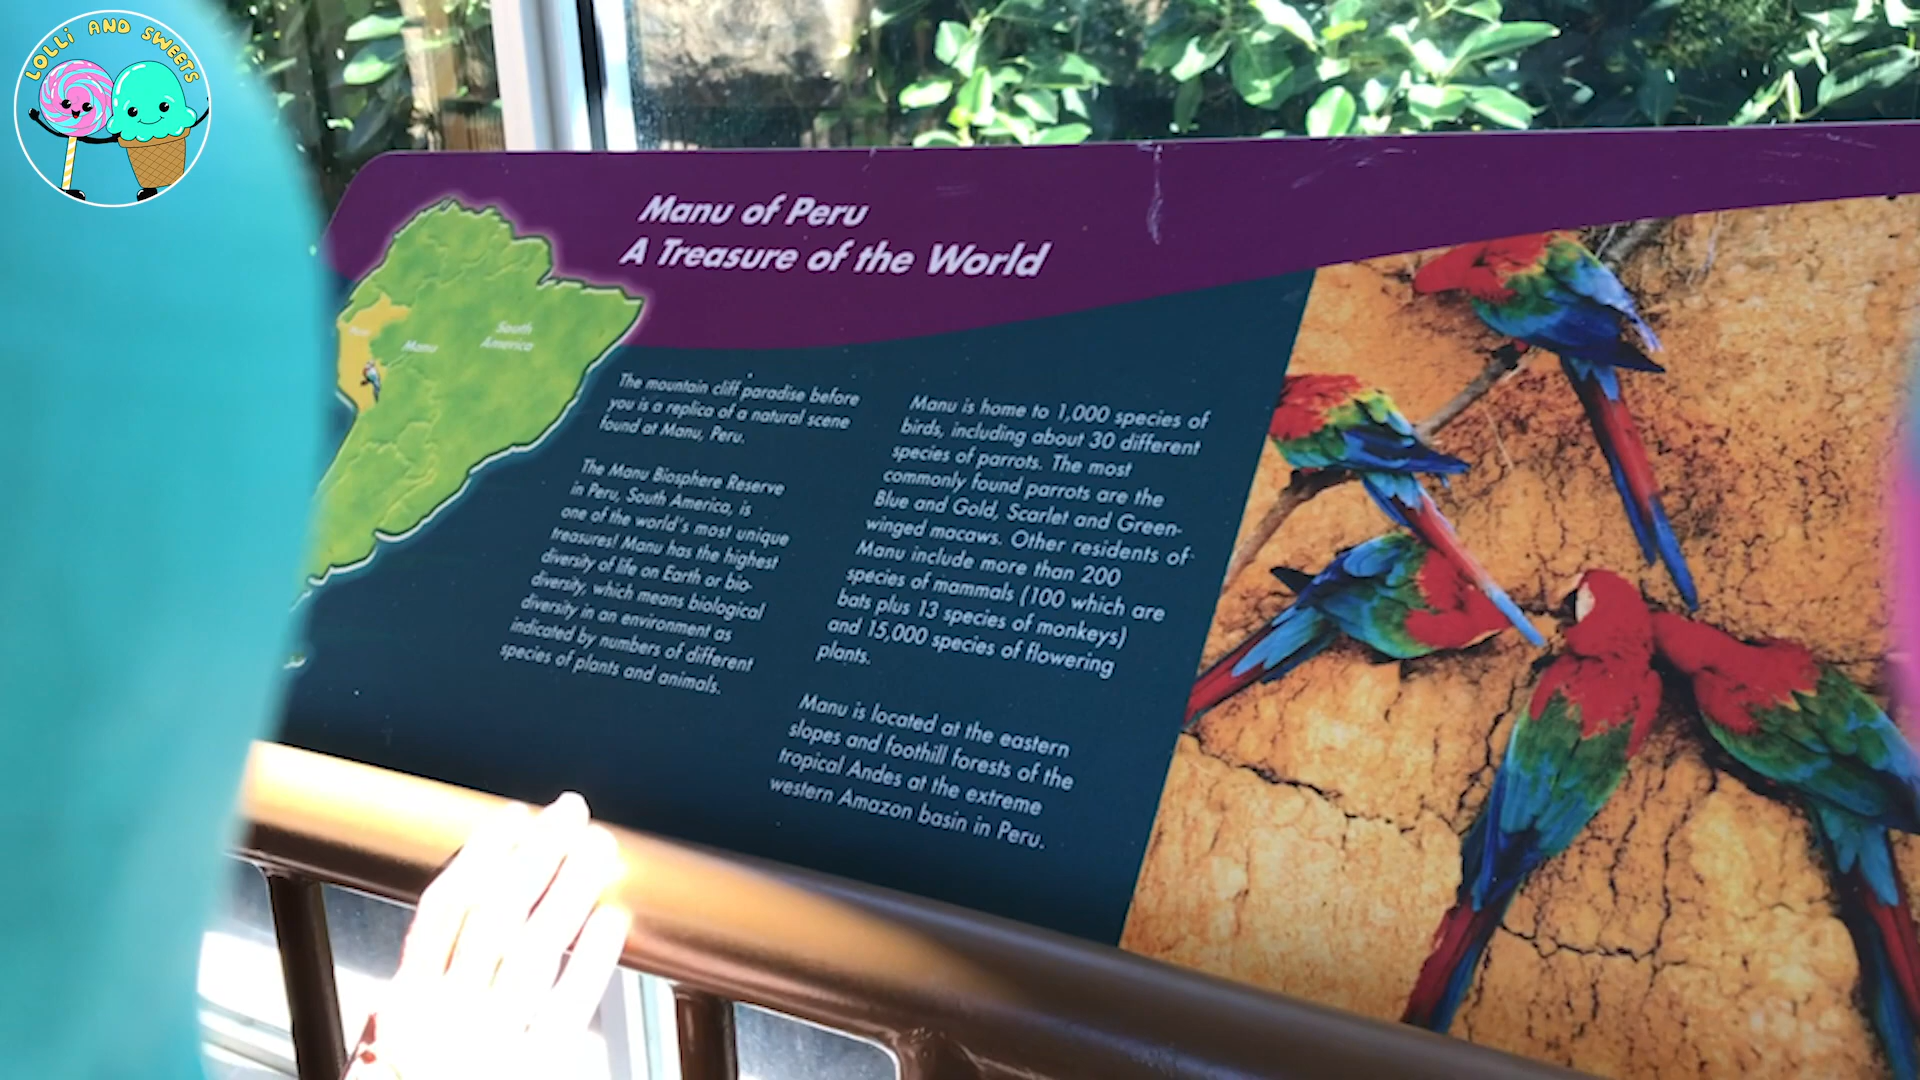 LOLLi AND SWEETS
Manu of Peru
A Treasure of the World
South
America
Manu
The mountain cliff paradise before
you is a replica of a natural scene
found at Manu, Peru.
The Manu Biosphere Reserve
in Peru, South America, is
one of the world's most unique
treasures! Manu has the highest
diversity of life on Earth or bio-
diversity, which means biological
diversity in an environment as
indicated by numbers of different
species of plants and animals.
Manu is home to 1,000 species of
birds, including about 30 different
species of parrots. The most
commonly found parrots are the
Blue and Gold, Scarlet and Green-
winged macaws. Other residents of
Manu include more than 200
species of mammals (100 which are
bats plus 13 species of monkeys)
and 15,000 species of flowering
plants.
Manu is located at the eastern
slopes and foothill forests of the
tropical Andes at the extreme
western Amazon basin in Peru.